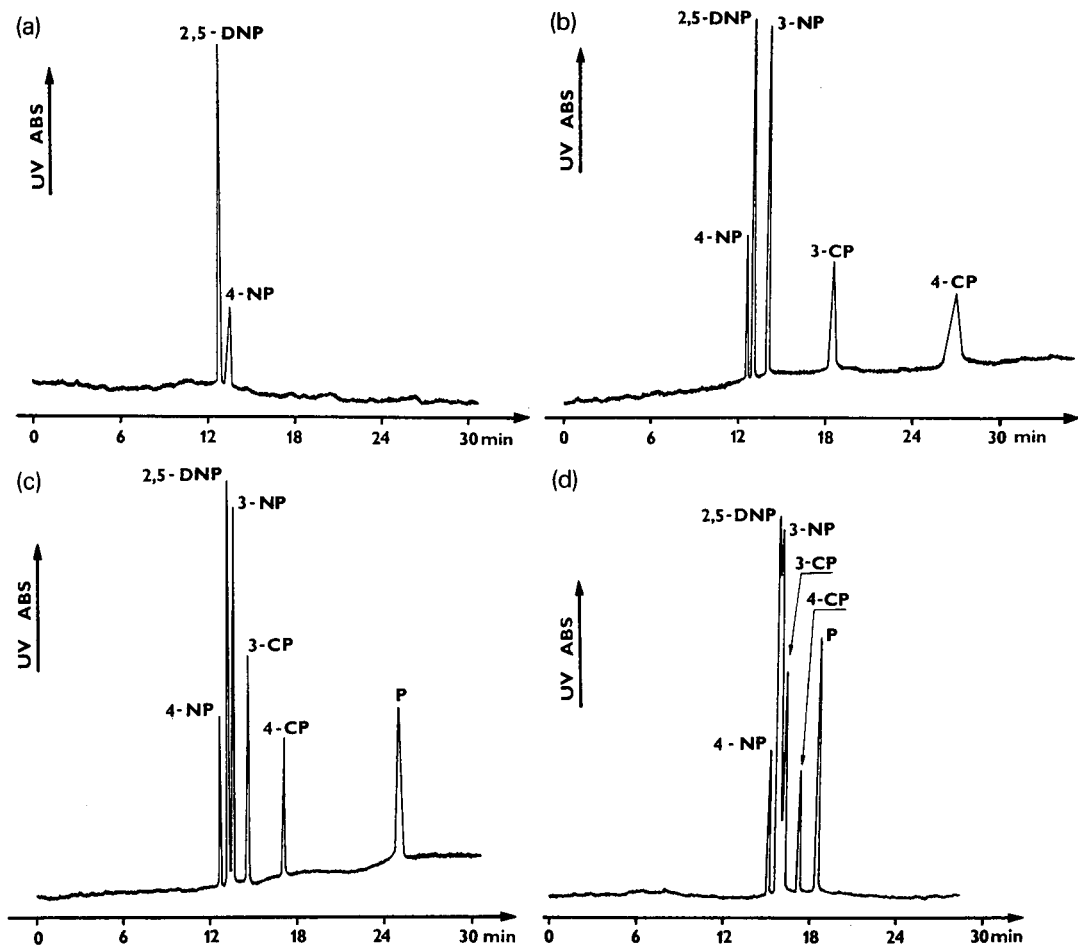 (a)
2,5-DNP
4-NP
UV ABS
0 6 12 18 24 30 min
(b)
2,5-DNP 3-NP
4-NP
3-CP
4-CP
UV ABS
0 6 12 18 24 30 min
(c)
2,5-DNP
3-NP
3-CP
4-NP
4-CP
P
UV ABS
0 6 12 18 24 30 min
(d)
2,5-DNP
3-NP
3-CP
4-CP
P
4-NP
UV ABS
0 6 12 18 24 30 min